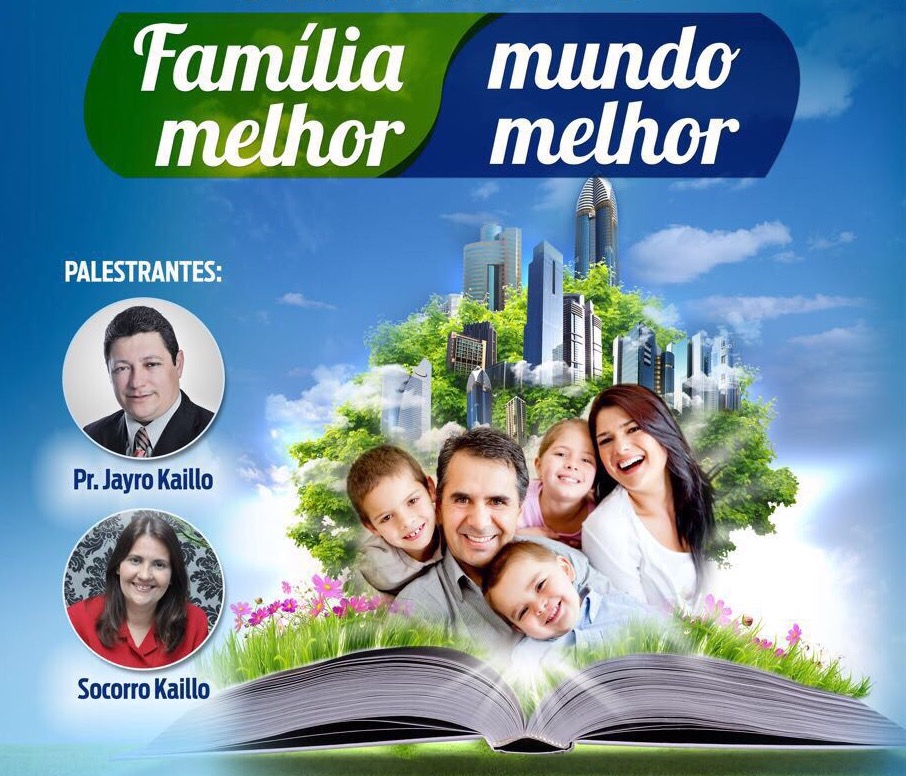 Família
melhor
mundo
melhor
PALESTRANTES:
Pr. Jayro Kaillo
Socorro Kaillo